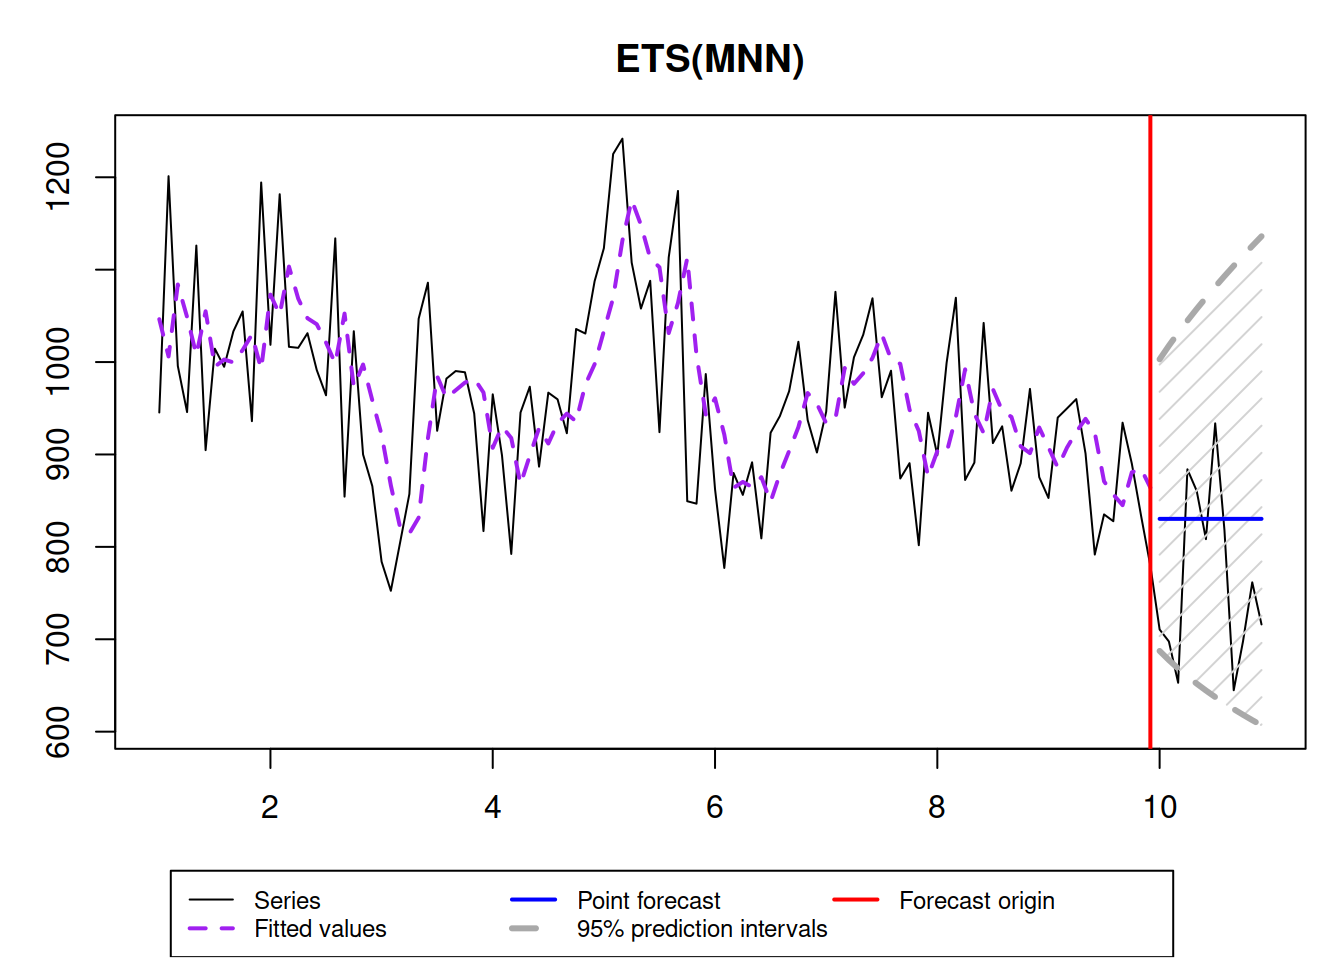 ETS(MNN)
1200
1000
900
800
700
600
2 4 6 8 10
Series Point forecast Forecast origin
Fitted values 95% prediction intervals